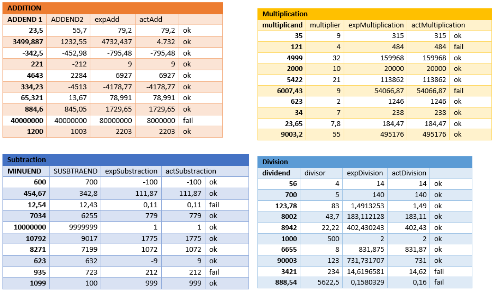 ADDITION
ADDEND 1 ADDEND2 expAdd actAdd
23,5 55,7 79,2 79,2 ok
3499,887 1232,55 4732,437 4.732 ok
-342,5 -452,98 -795,48 -795,48 ok
221 -212 9 9 ok
4643 2284 6927 6927 ok
334,23 -4513 -4178,77 -4178,77 ok
65,321 13,67 78,991 78,991 ok
884,6 845,05 1729,65 1729,65 ok
40000000 40000000 80000000 8000000 fail
1200 1003 2203 2203 ok
Multiplication
multiplicand multiplier expMultiplication actMultiplication
35 9 315 315 ok
121 4 484 484 fail
4999 32 159968 159968 ok
2000 10 20000 20000 ok
5422 21 113862 113862 ok
6007,43 9 54066,87 54066,87 fail
623 2 1246 1246 ok
34 7 238 238 ok
23,65 7,8 184,47 184,47 ok
9003,2 55 495176 495176 ok
Subtraction
MINUEND SUSBTRAEND expSubstraction actSubstraction
600 700 -100 -100 ok
454,67 342,8 111,87 111,87 ok
12,54 12,43 0,11 0,11 fail
7034 6255 779 779 ok
10000000 9999999 1 1 ok
10792 9017 1775 1775 ok
8271 7199 1072 1072 ok
623 632 -9 9 ok
935 723 212 212 fail
1099 100 999 999 ok
Division
dividend divisor expDivision actDivision
56 4 14 14 ok
700 5 140 140 ok
123,78 83 1,4913253 1,49 ok
8002 43,7 183,112128 183,11 ok
8942 22,22 402,430243 402,43 ok
1000 500 2 2 ok
6655 8 831,875 831,87 ok
90003 123 731,731707 731 ok
3421 234 14,6196581 14,62 fail
888,54 5622,5 0,1580329 0,16 fail